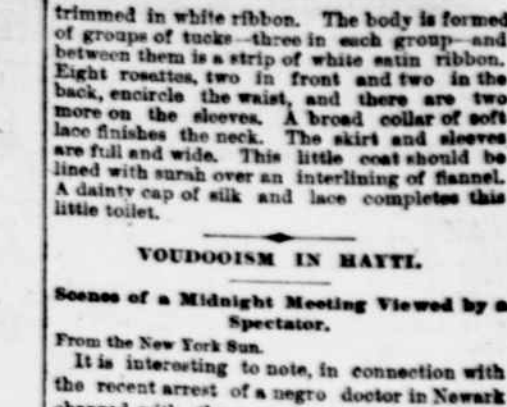 trimmed in white ribbon. The body is formed
of groups of tucks—three in each group—and
between them is a strip of white satin ribbon.
Eight rosettes, two in front and two in the
back, encircle the waist, and there are two
more on the sleeves. A broad collar of soft
lace finishes the neck. The skirt and sleeves
are full and wide. This little coat should be
lined with surah over an interlining of flannel.
A dainty cap of silk and lace completes this
little toilet.
VOUDOOISM IN HAYTI.
Scenes of a Midnight Meeting Viewed by a
Spectator.
From the New York Sun.
It is interesting to note, in connection with
the recent arrest of a negro doctor in Newark